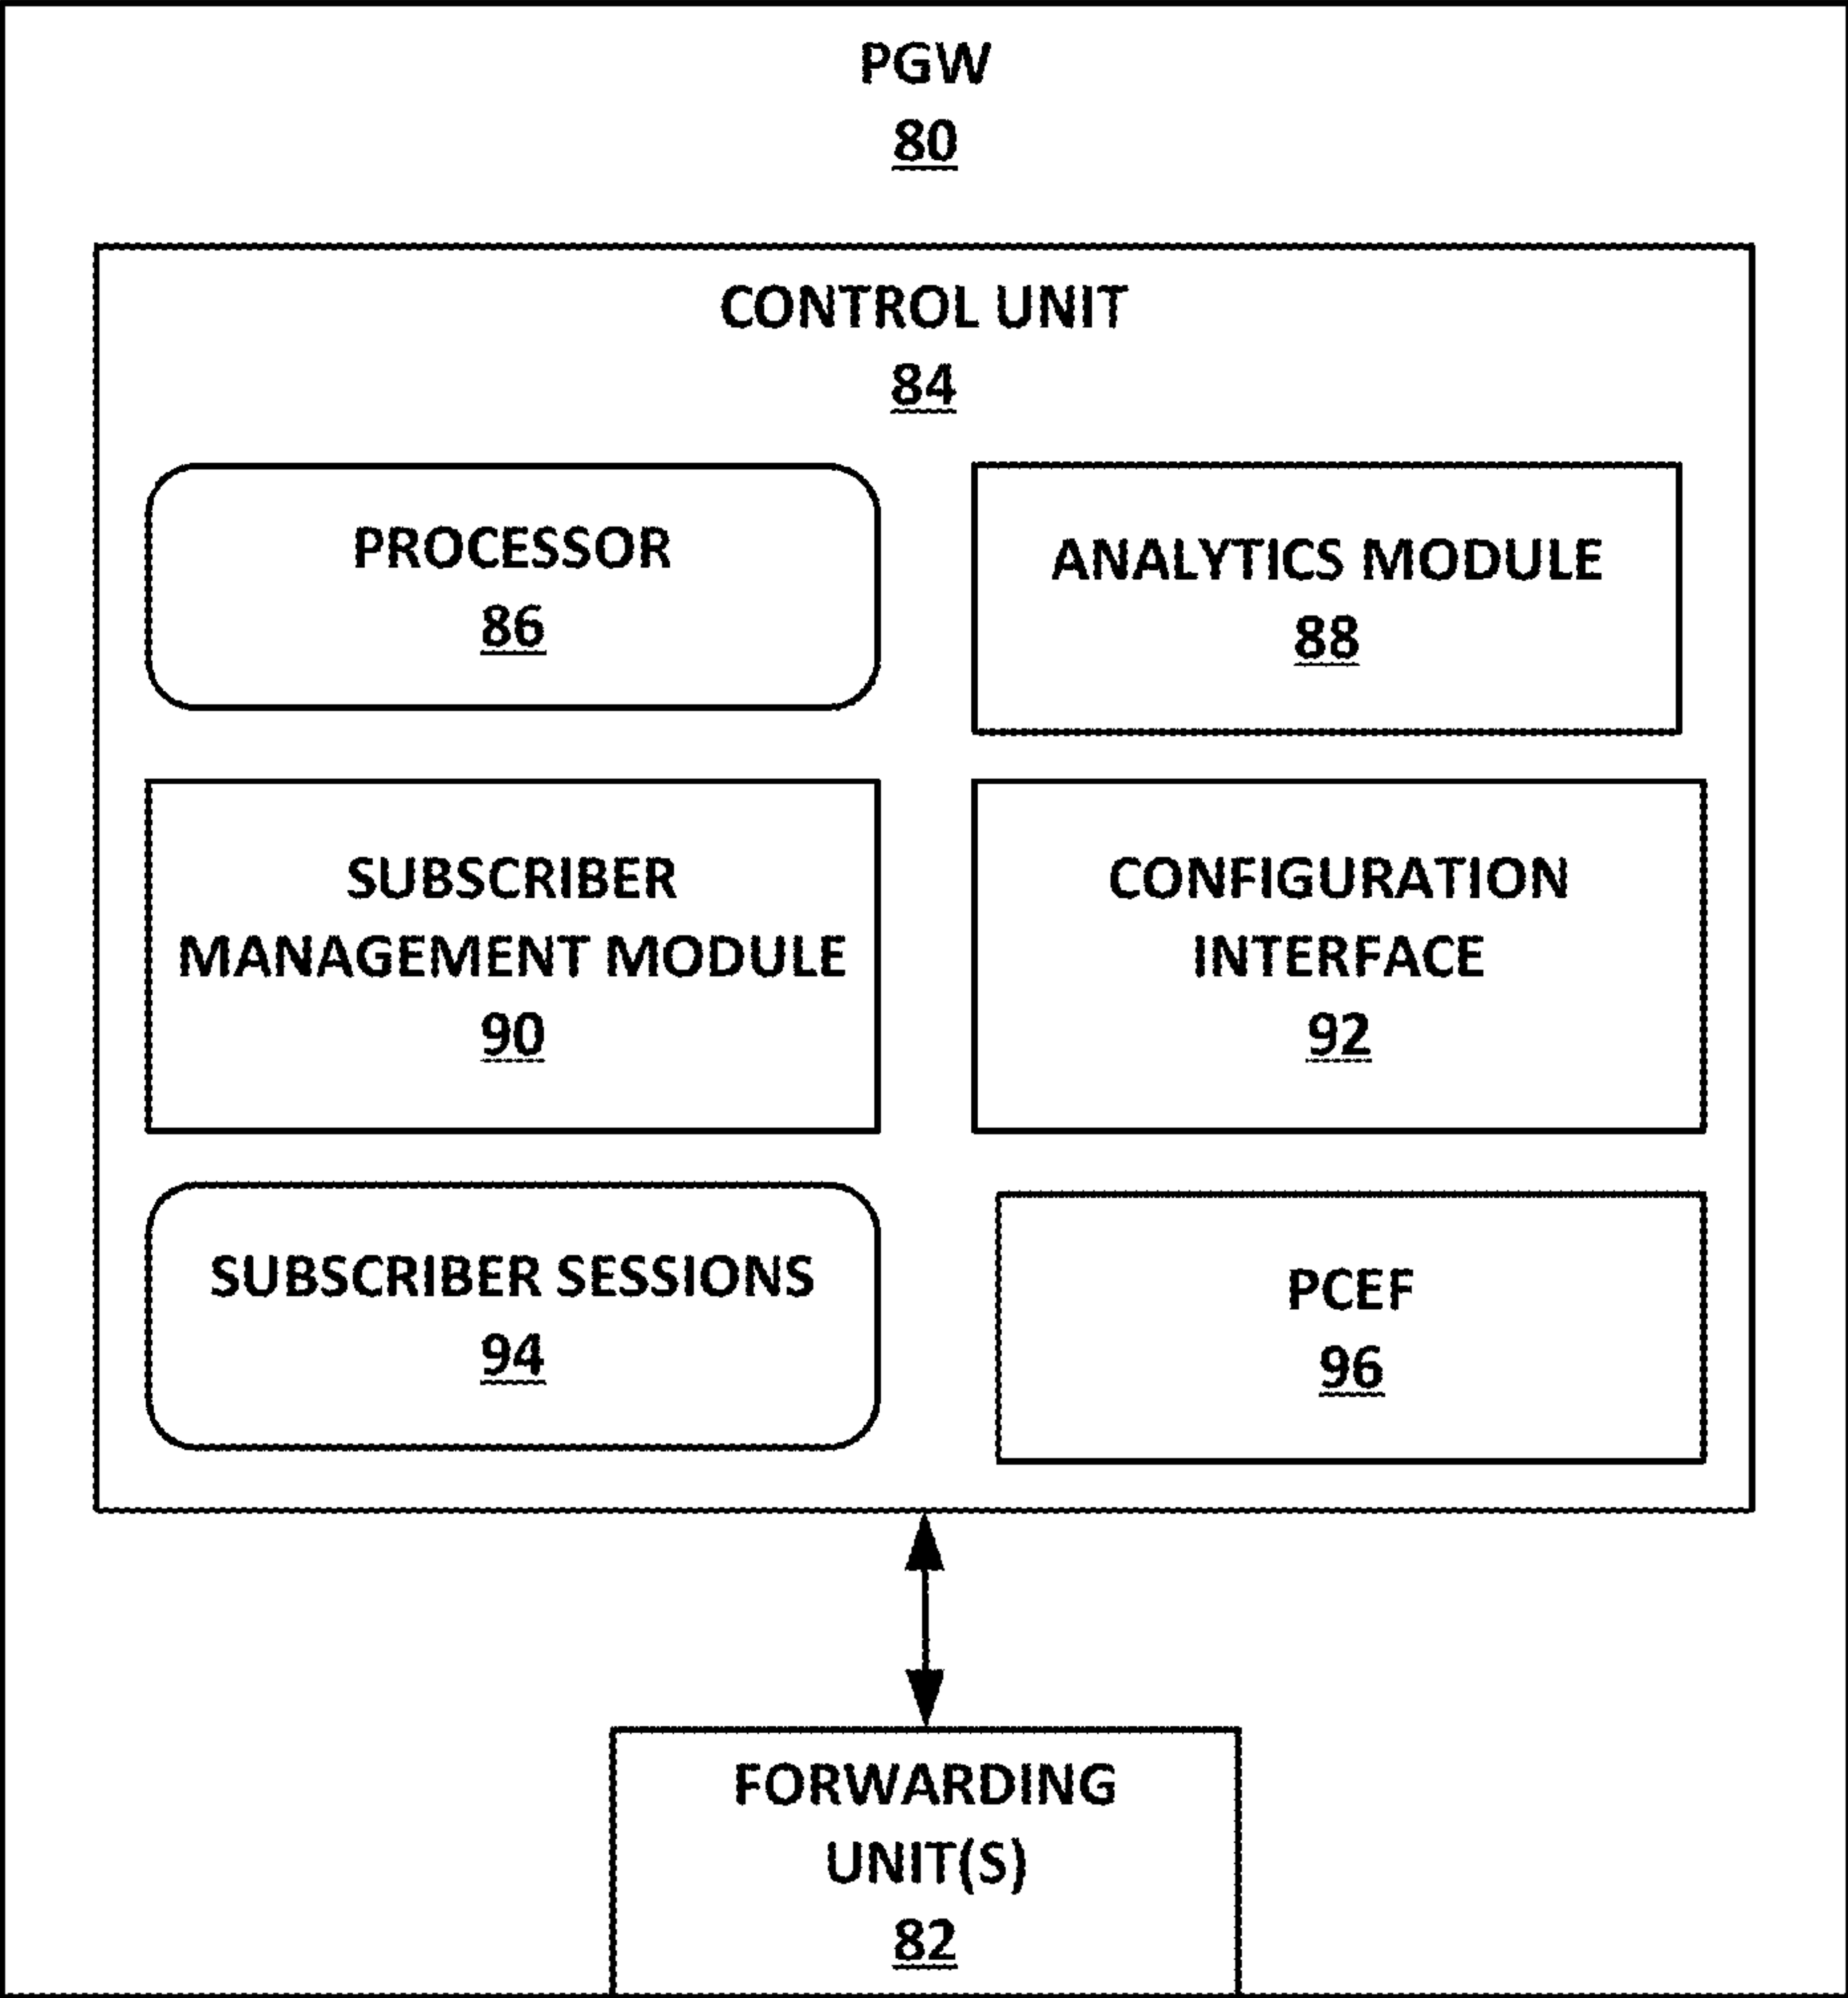 PGW
80
CONTROL UNIT
84
PROCESSOR
86
ANALYTICS MODULE
88
SUBSCRIBER
MANAGEMENT MODULE
90
CONFIGURATION
INTERFACE
92
SUBSCRIBER SESSIONS
94
PCEF
96
FORWARDING
UNIT(S)
82